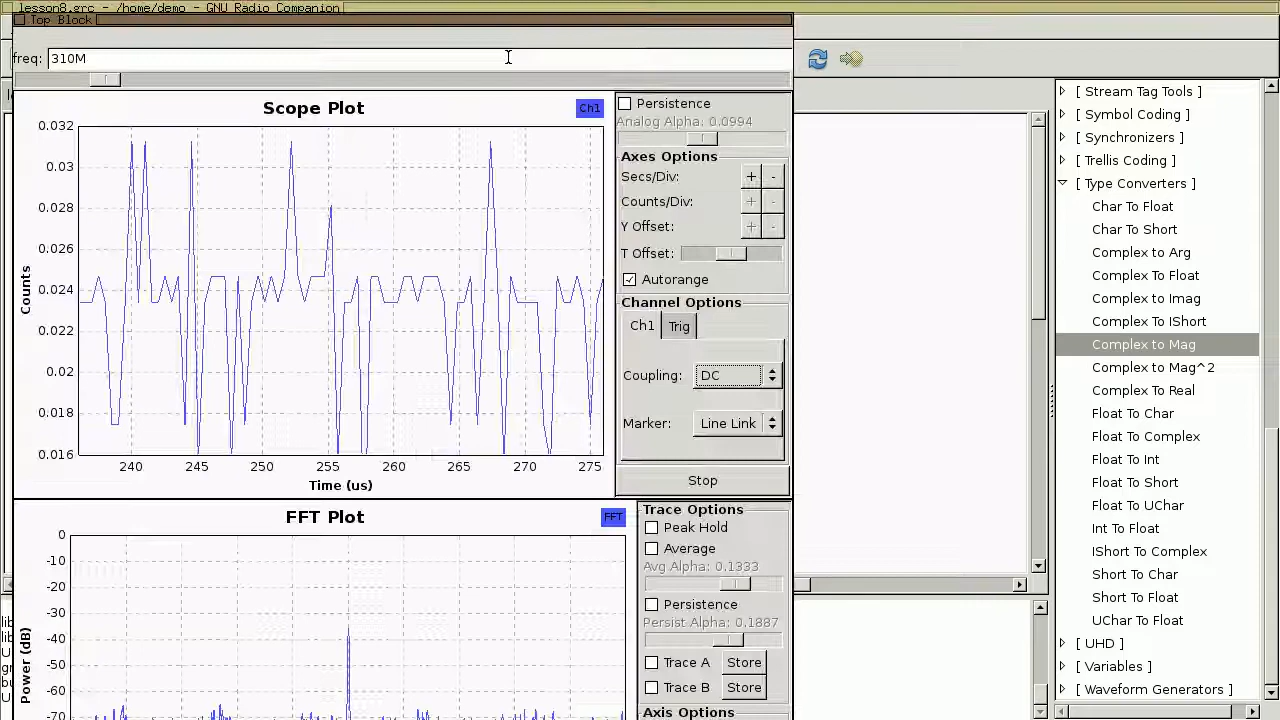 lesson8.grc - /home/demo - GNU Radio Companion
Top Block
freq: 310M
Scope Plot
Ch1
0.032
0.03
0.028
0.026
0.024
0.022
0.02
0.018
0.016
Counts
240 245 250 255 260 265 270 275
Time (us)
Persistence
Analog Alpha: 0.0994
Axes Options
Secs/Div: + -
Counts/Div: + -
Y Offset: + -
T Offset:
Autorange
Channel Options
Ch1 Trig
Coupling: DC
Marker: Line Link
Stop
FFT Plot
FFT
0
-10
-20
-30
-40
-50
-60
-70
Power (dB)
Trace Options
Peak Hold
Average
Avg Alpha: 0.1333
Persistence
Persist Alpha: 0.1887
Trace A Store
Trace B Store
Axis Options
[ Stream Tag Tools ]
[ Symbol Coding ]
[ Synchronizers ]
[ Trellis Coding ]
[ Type Converters ]
Char To Float
Char To Short
Complex to Arg
Complex To Float
Complex to Imag
Complex To IShort
Complex to Mag
Complex to Mag^2
Complex To Real
Float To Char
Float To Complex
Float To Int
Float To Short
Float To UChar
Int To Float
IShort To Complex
Short To Char
Short To Float
UChar To Float
[ UHD ]
[ Variables ]
[ Waveform Generators ]